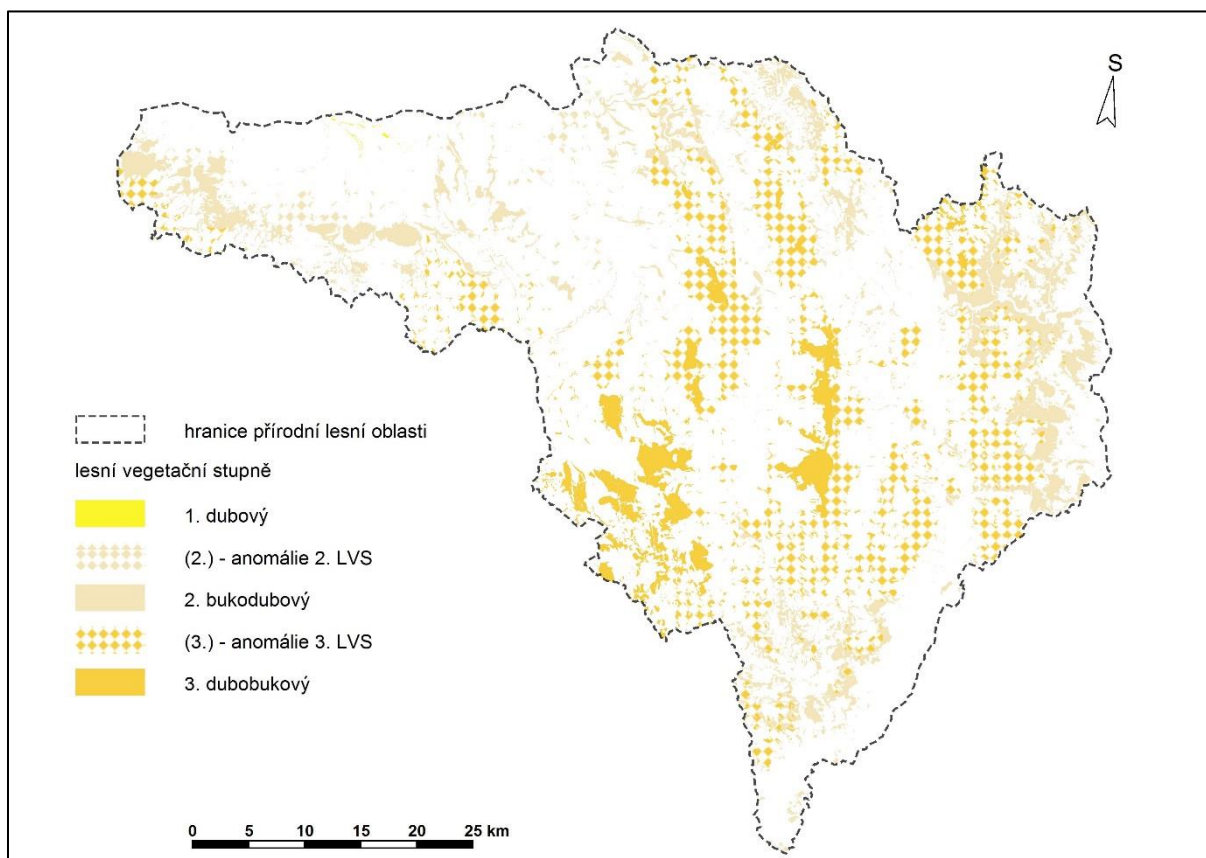 S
hranice přírodní lesní oblasti
lesní vegetační stupně
1. dubový
(2.) - anomálie 2. LVS
2. bukodubový
(3.) - anomálie 3. LVS
3. dubobukový
0 5 10 15 20 25 km